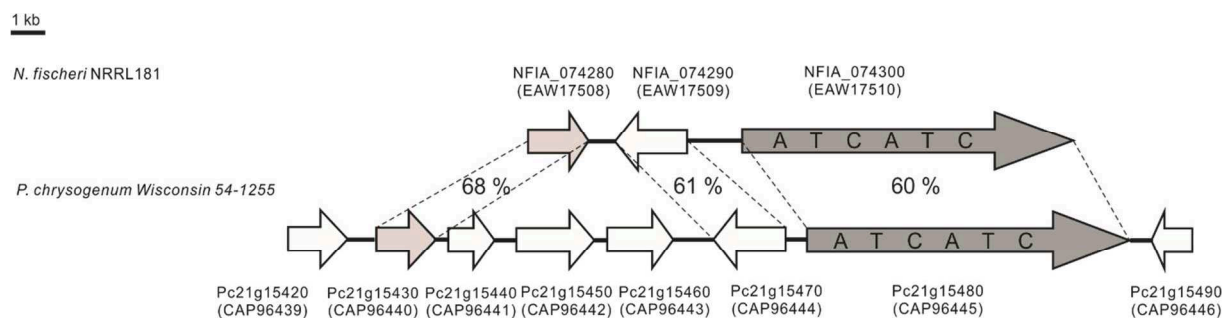 1 kb
N. fischeri NRRL181
NFIA_074280 NFIA_074290 NFIA_074300
(EAW17508) (EAW17509) (EAW17510)
A T C A T C
P. chrysogenum Wisconsin 54-1255
68 % 61 % 60 %
A T C A T C
Pc21g15420 Pc21g15430 Pc21g15440 Pc21g15450 Pc21g15460 Pc21g15470 Pc21g15480 Pc21g15490
(CAP96439) (CAP96440) (CAP96441) (CAP96442) (CAP96443) (CAP96444) (CAP96445) (CAP96446)